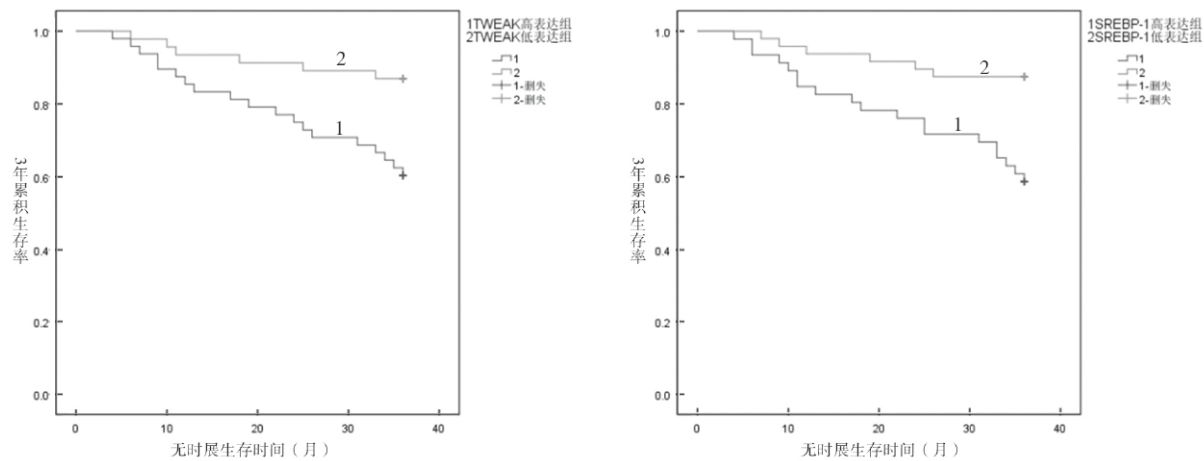 1TWEAK高表达组
2TWEAK低表达组
1
2
1-删失
2-删失
1.0
0.8
0.6
0.4
0.2
0.0
3年累积生存率
2
1
0
10
20
30
40
无时展生存时间(月)
1SREBP-1高表达组
2SREBP-1低表达组
1
2
1-删失
2-删失
1.0
0.8
0.6
0.4
0.2
0.0
3年累积生存率
2
1
0
10
20
30
40
无时展生存时间(月)